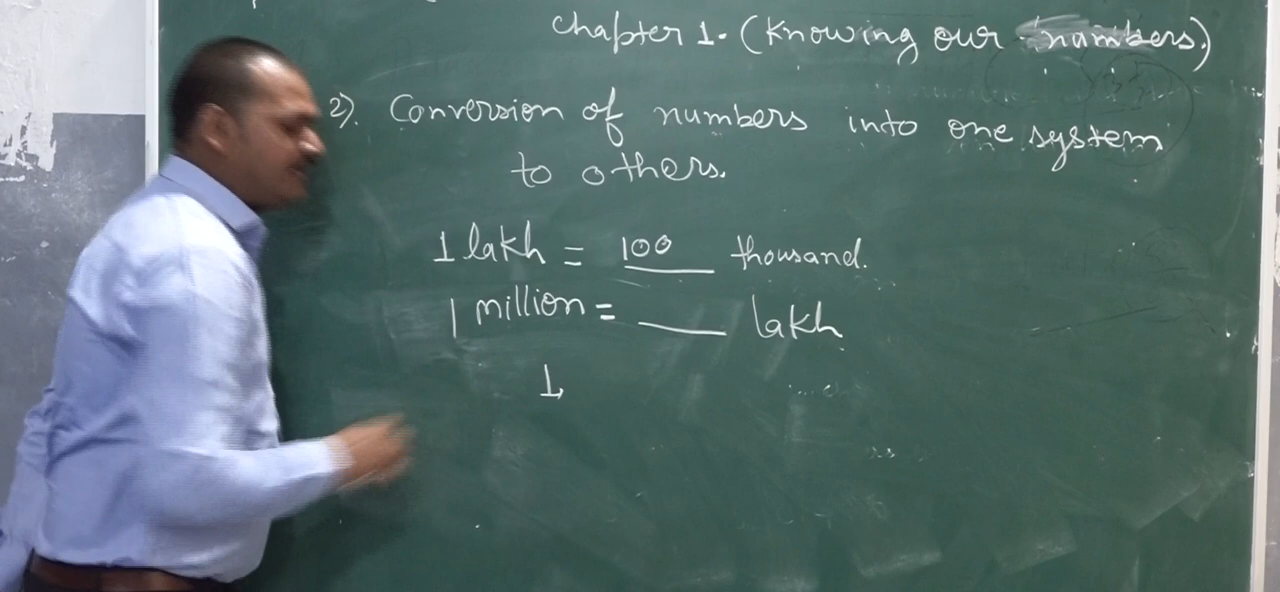 Chapter 1. (Knowing our numbers.)
2). Conversion of numbers into one system
to others.
1 lakh = 100 thousand.
1 million = ___ lakh
1,